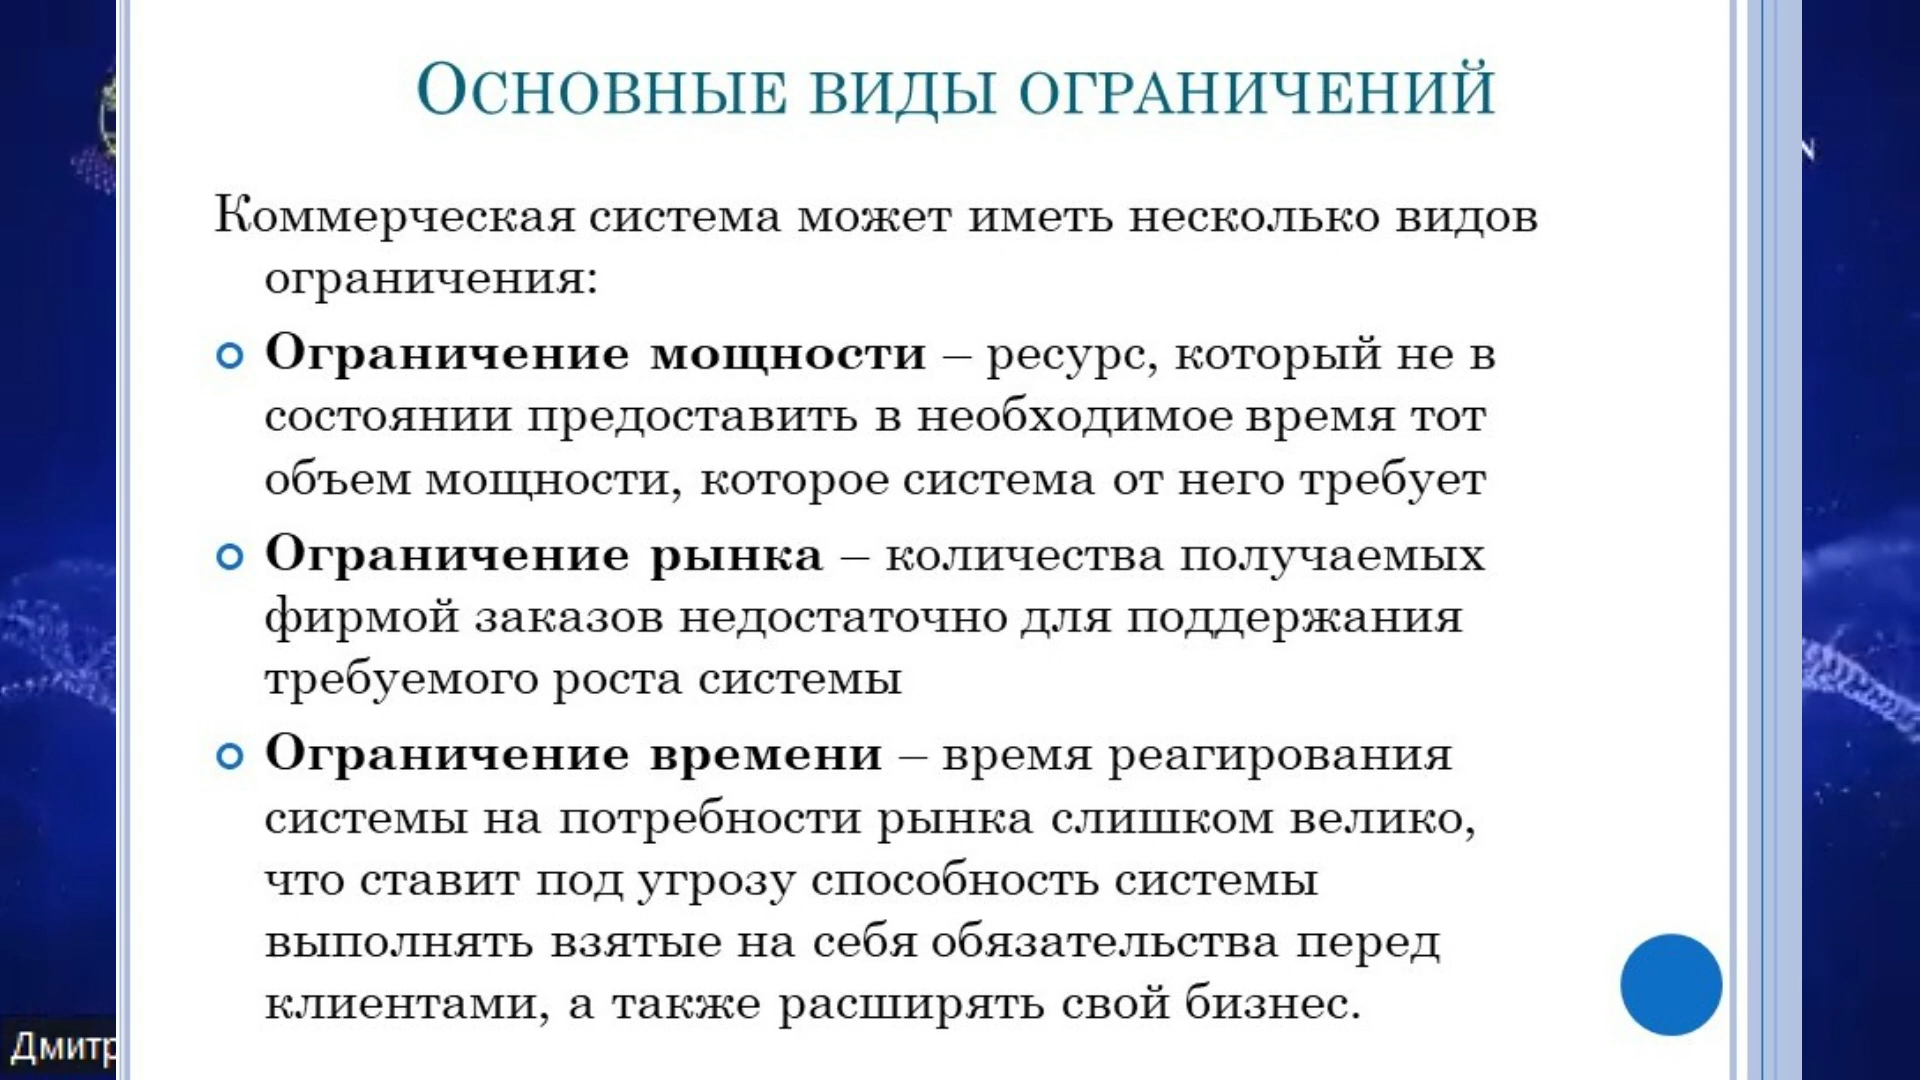 Основные виды ограничений
N
Коммерческая система может иметь несколько видов
ограничения:
Ограничение мощности – ресурс, который не в
состоянии предоставить в необходимое время тот
объем мощности, которое система от него требует
Ограничение рынка – количества получаемых
фирмой заказов недостаточно для поддержания
требуемого роста системы
Ограничение времени – время реагирования
системы на потребности рынка слишком велико,
что ставит под угрозу способность системы
выполнять взятые на себя обязательства перед
клиентами, а также расширять свой бизнес.
Дмитр